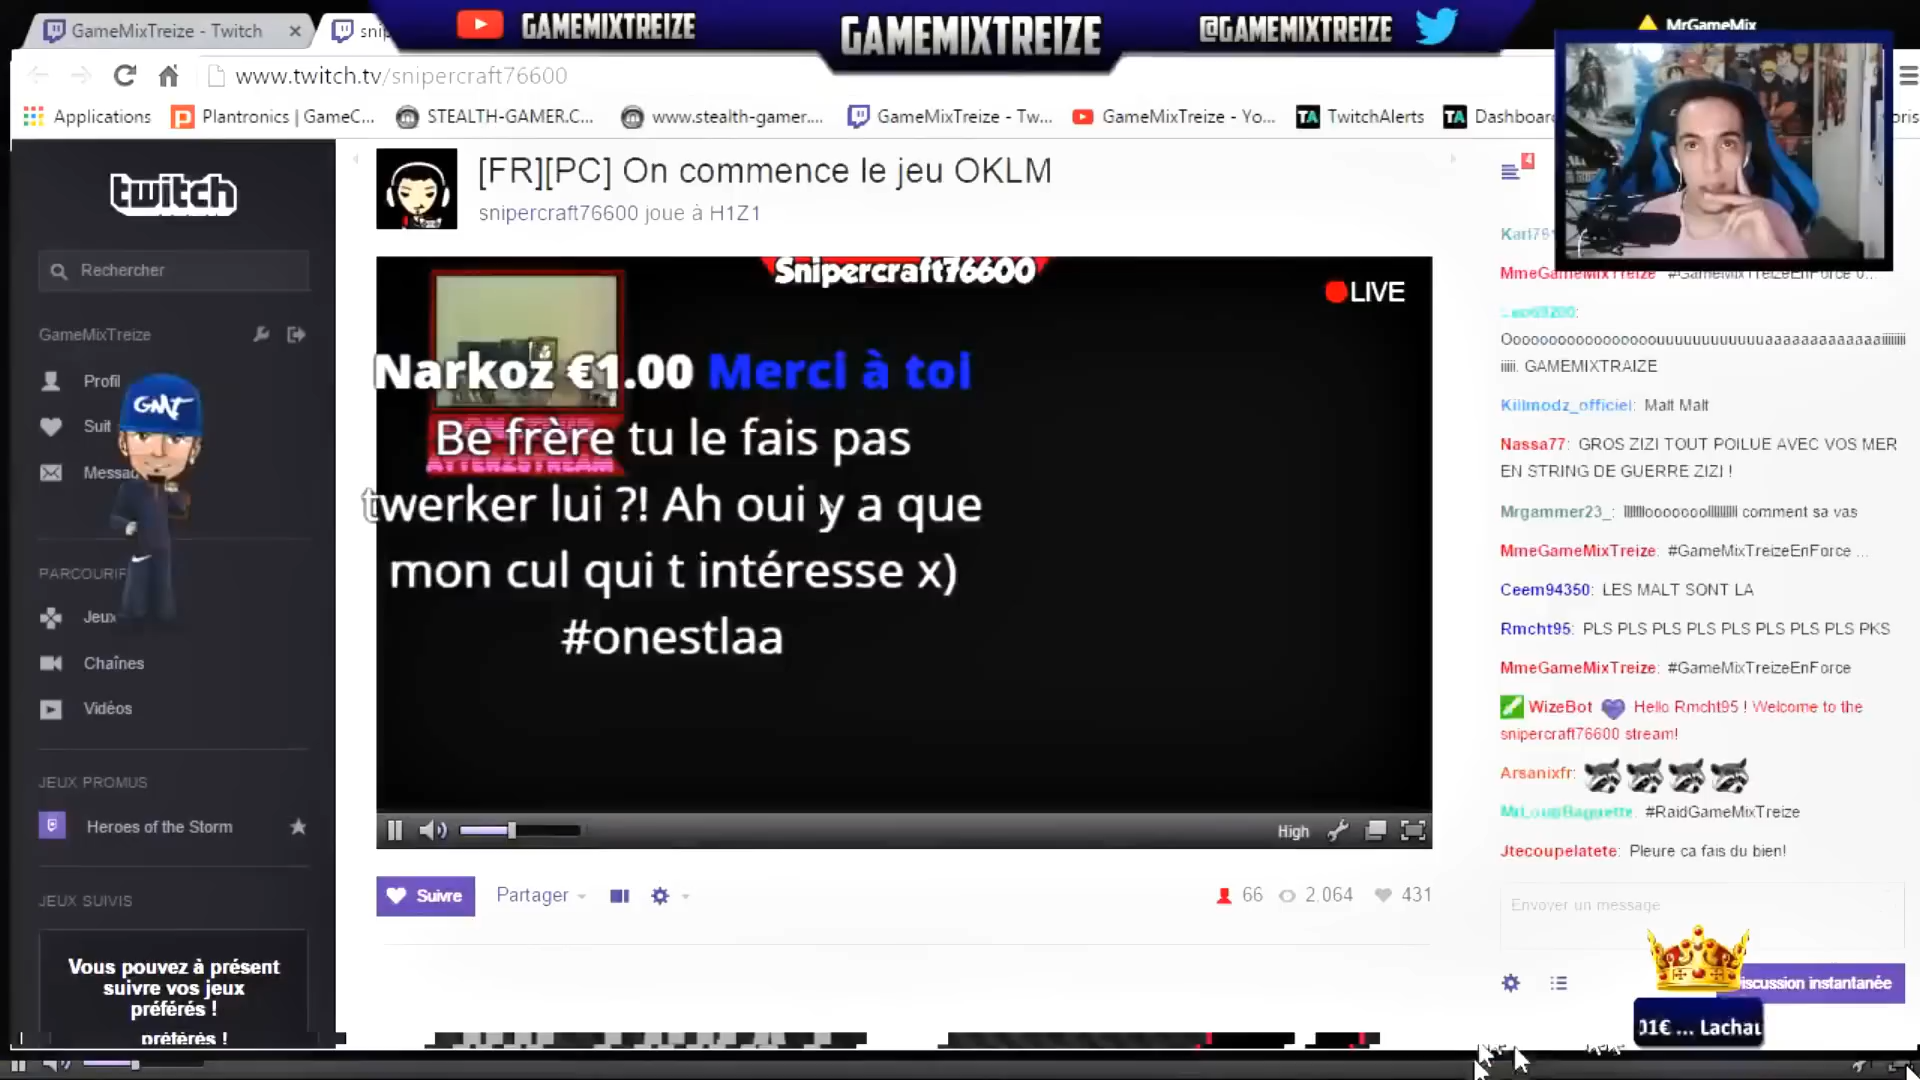 GameMixTreize - Twitch
GAMEMIXTREIZE
GAMEMIXTREIZE
@GAMEMIXTREIZE
MrGameMix
www.twitch.tv/snipercraft76600
Applications
Plantronics | GameC...
STEALTH-GAMER.C...
www.stealth-gamer....
GameMixTreize - Tw...
GameMixTreize - Yo...
TwitchAlerts
twitch
Rechercher
GameMixTreize
Profil
GMT
Jeux
Chaînes
Vidéos
JEUX PROMUS
Heroes of the Storm
JEUX SUIVIS
Vous pouvez à présent
suivre vos jeux
préférés !
préférés !
[FR][PC] On commence le jeu OKLM
snipercraft76600 joue à H1Z1
Snipercraft76600
LIVE
Narkoz €1.00 Merci à toi
Be frère tu le fais pas
twerker lui ?! Ah oui y a que
mon cul qui t intéresse x)
#onestlaa
High
Suivre
Partager
66
2.064
431
4
MmeGameMixTreize
GAMEMIXTRAIZE
Killmodz_officiel: Malt Malt
Nassa77: GROS ZIZI TOUT POILUE AVEC VOS MER
EN STRING DE GUERRE ZIZI !
Mrgammer23_: comment sa vas
MmeGameMixTreize: #GameMixTreizeEnForce ...
Ceem94350: LES MALT SONT LA
Rmcht95: PLS PLS PLS PLS PLS PLS PLS PLS PKS
MmeGameMixTreize: #GameMixTreizeEnForce
WizeBot Hello Rmcht95 ! Welcome to the
snipercraft76600 stream!
Arsanixfr:
#RaidGameMixTreize
Jtecoupelatete: Pleure ca fais du bien!
Envoyer un message
instantanée